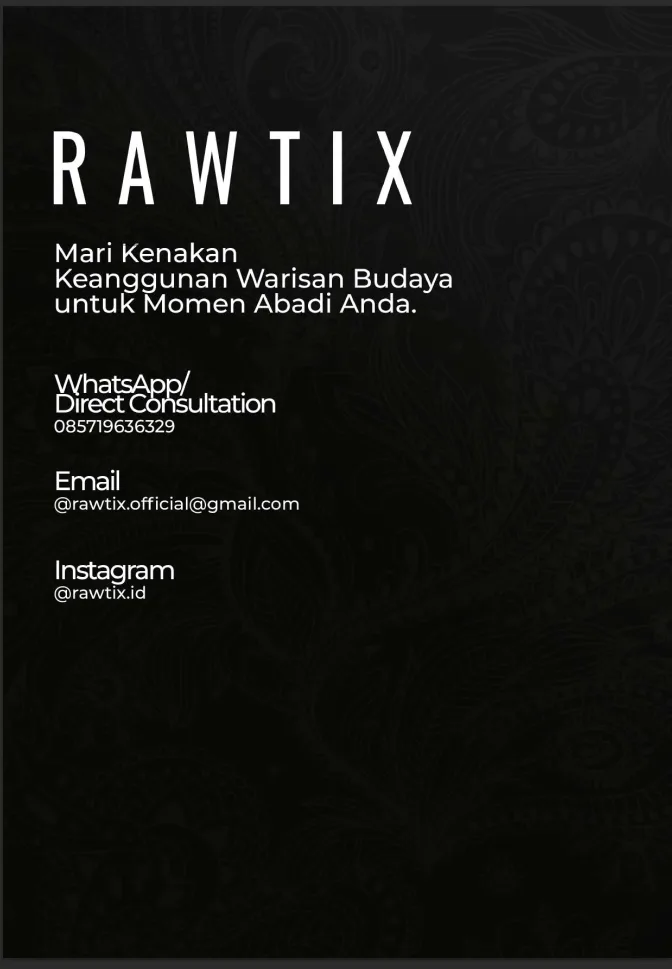 RAWTIX
Mari Kenakan
Keanggunan Warisan Budaya
untuk Momen Abadi Anda.
WhatsApp/
Direct Consultation
085719636329
Email
@rawtix.official@gmail.com
Instagram
@rawtix.id